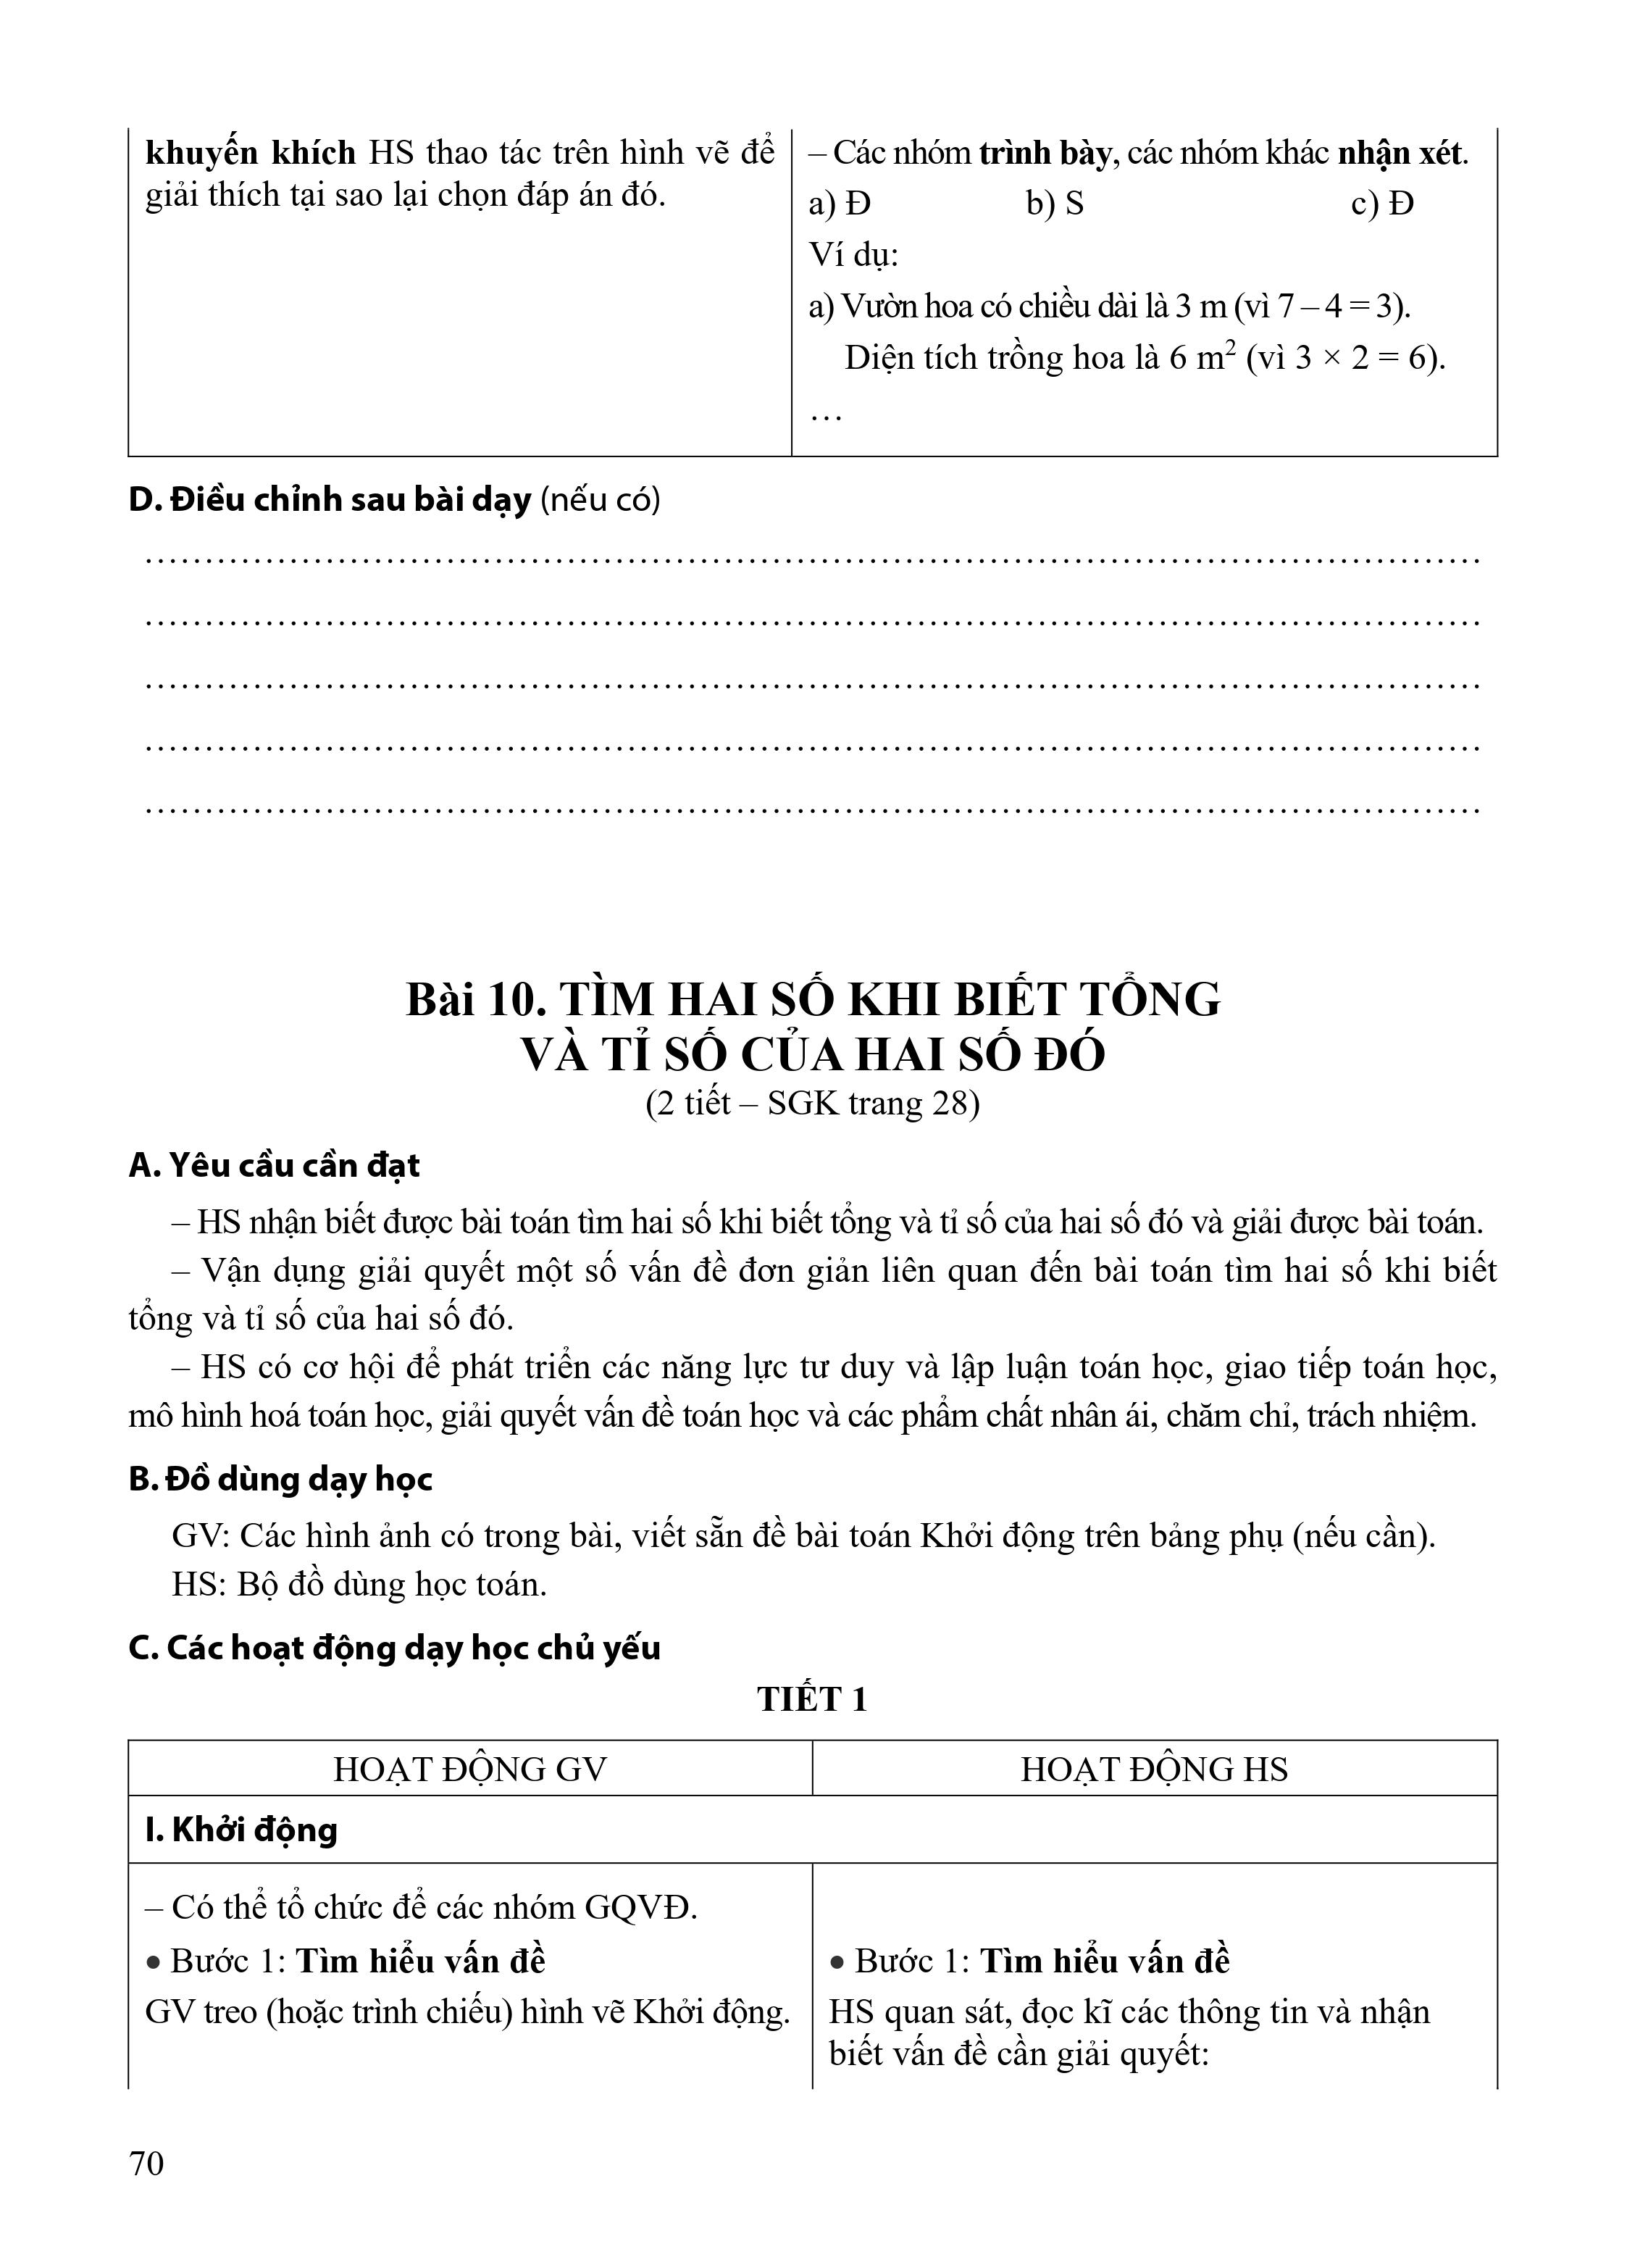 khuyến khích HS thao tác trên hình vẽ để
giải thích tại sao lại chọn đáp án đó.
– Các nhóm trình bày, các nhóm khác nhận xét.
a) Đ b) S c) Đ
Ví dụ:
a) Vườn hoa có chiều dài là 3 m (vì 7 – 4 = 3).
Diện tích trồng hoa là 6 m² (vì 3 × 2 = 6).
…
D. Điều chỉnh sau bài dạy (nếu có)
........................................................................
........................................................................
........................................................................
........................................................................
........................................................................
Bài 10. TÌM HAI SỐ KHI BIẾT TỔNG
VÀ TỈ SỐ CỦA HAI SỐ ĐÓ
(2 tiết – SGK trang 28)
A. Yêu cầu cần đạt
– HS nhận biết được bài toán tìm hai số khi biết tổng và tỉ số của hai số đó và giải được bài toán.
– Vận dụng giải quyết một số vấn đề đơn giản liên quan đến bài toán tìm hai số khi biết
tổng và tỉ số của hai số đó.
– HS có cơ hội để phát triển các năng lực tư duy và lập luận toán học, giao tiếp toán học,
mô hình hoá toán học, giải quyết vấn đề toán học và các phẩm chất nhân ái, chăm chỉ, trách nhiệm.
B. Đồ dùng dạy học
GV: Các hình ảnh có trong bài, viết sẵn đề bài toán Khởi động trên bảng phụ (nếu cần).
HS: Bộ đồ dùng học toán.
C. Các hoạt động dạy học chủ yếu
TIẾT 1
HOẠT ĐỘNG GV
HOẠT ĐỘNG HS
I. Khởi động
– Có thể tổ chức để các nhóm GQVĐ.
• Bước 1: Tìm hiểu vấn đề
GV treo (hoặc trình chiếu) hình vẽ Khởi động.
• Bước 1: Tìm hiểu vấn đề
HS quan sát, đọc kĩ các thông tin và nhận
biết vấn đề cần giải quyết:
70